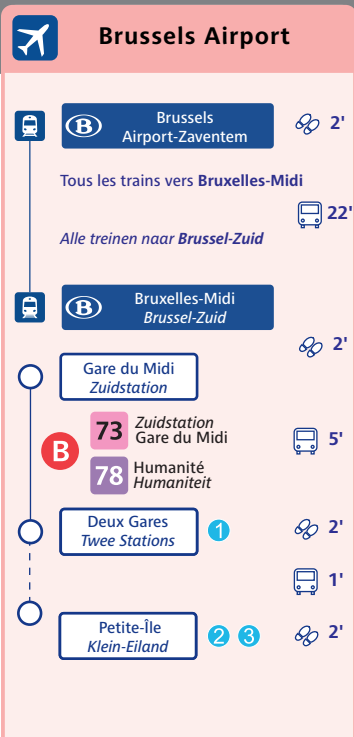 Brussels Airport
B
Brussels
Airport-Zaventem
2'
Tous les trains vers Bruxelles-Midi
22'
Alle treinen naar Brussel-Zuid
B
Bruxelles-Midi
Brussel-Zuid
2'
Gare du Midi
Zuidstation
B
73
Zuidstation
Gare du Midi
5'
78
Humanité
Humaniteit
Deux Gares
Twee Stations
1
2'
1'
Petite-Île
Klein-Eiland
2 3
2'